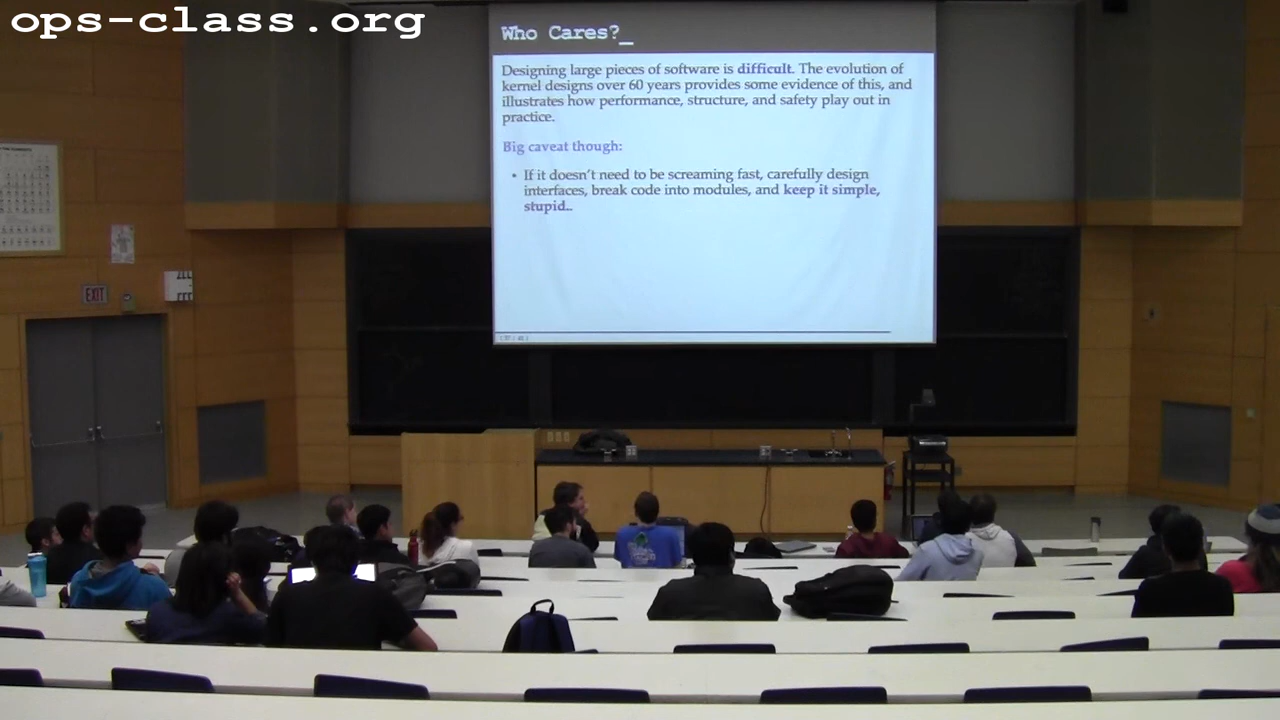 ops-class.org
Who Cares?_
Designing large pieces of software is difficult. The evolution of
kernel designs over 60 years provides some evidence of this, and
illustrates how performance, structure, and safety play out in
practice.
Big caveat though:
• If it doesn't need to be screaming fast, carefully design
interfaces, break code into modules, and keep it simple,
stupid..
EXIT